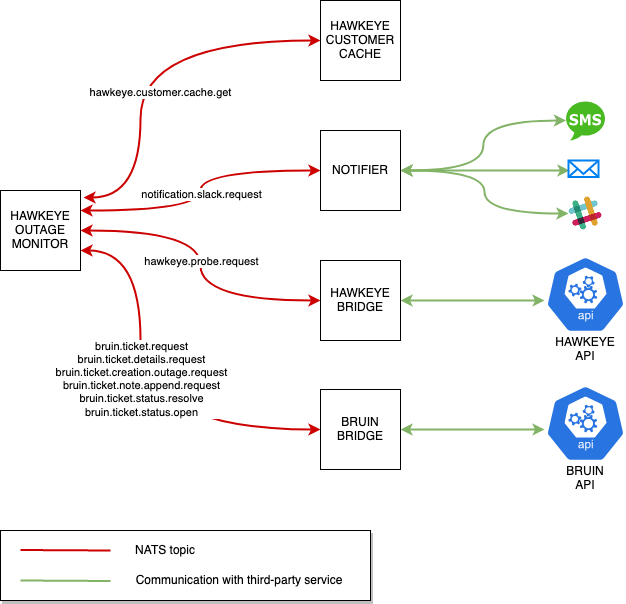 HAWKEYE
CUSTOMER
CACHE
hawkeye.customer.cache.get
SMS
NOTIFIER
notification.slack.request
HAWKEYE
OUTAGE
MONITOR
hawkeye.probe.request
HAWKEYE
BRIDGE
api
HAWKEYE
API
bruin.ticket.request
bruin.ticket.details.request
bruin.ticket.creation.outage.request
bruin.ticket.note.append.request
bruin.ticket.status.resolve
bruin.ticket.status.open
BRUIN
BRIDGE
api
BRUIN
API
NATS topic
Communication with third-party service